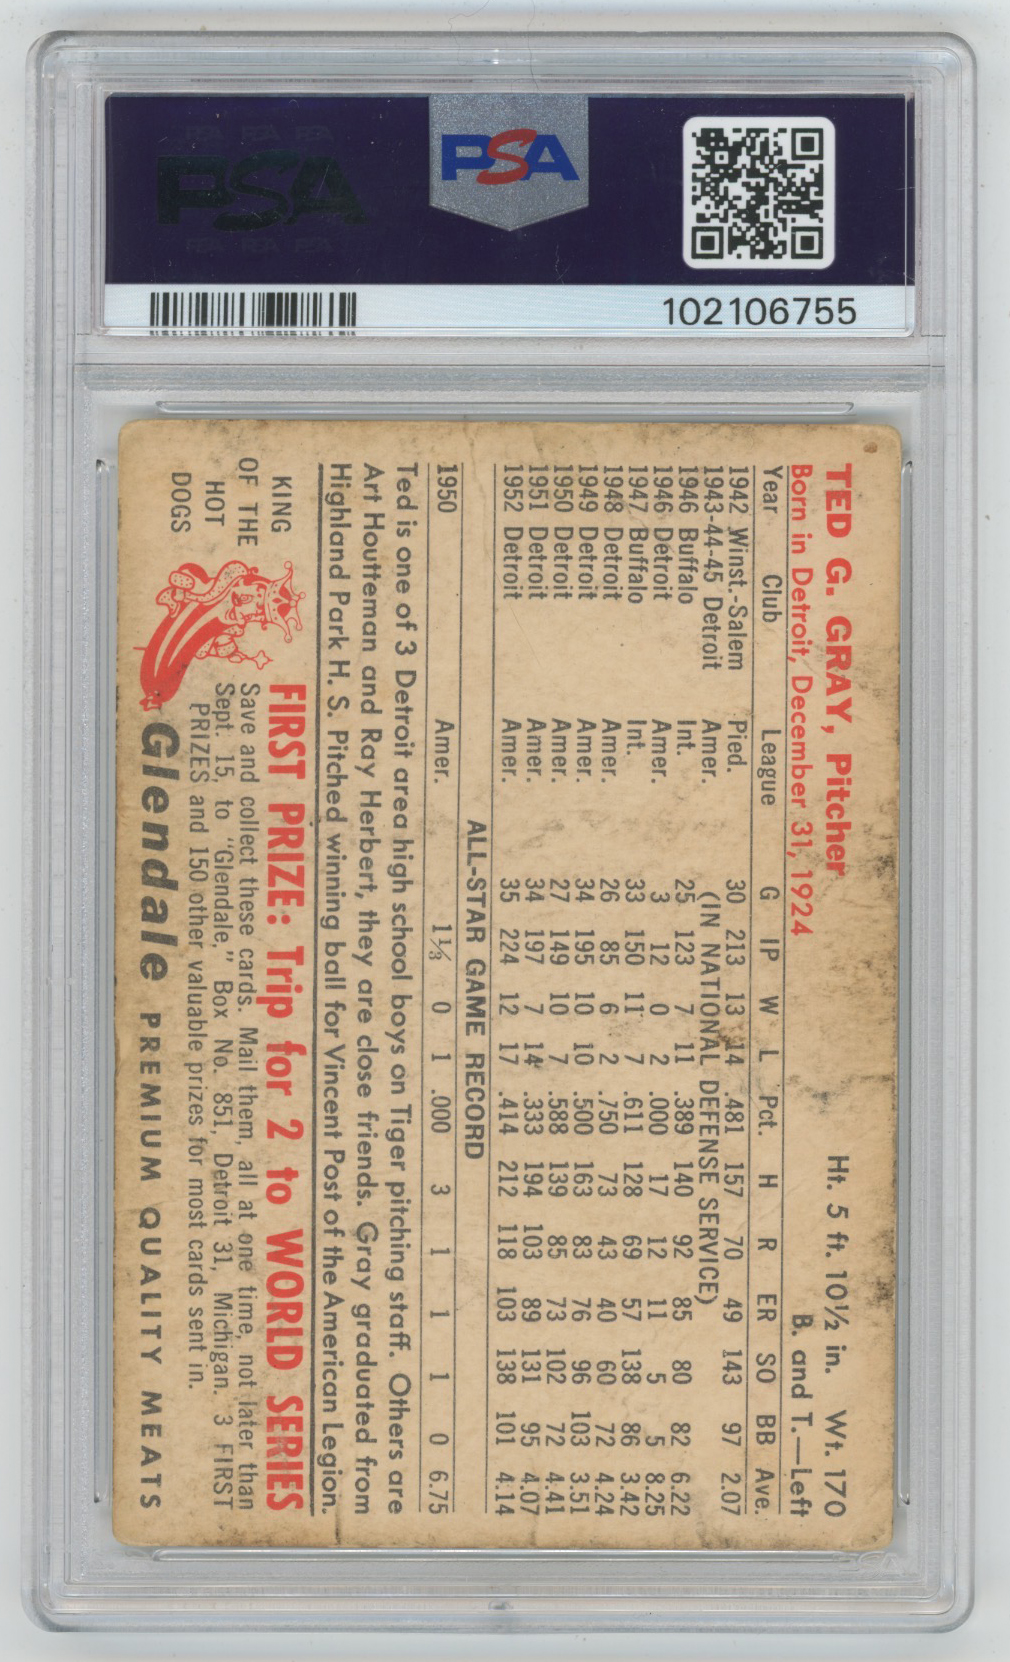 PSA PSA PSA
PSA
PSA PSA PSA
PSA
102106755
TED G. GRAY, Pitcher Ht. 5 ft. 10½ in. Wt. 170
Born in Detroit, December 31, 1924 B. and T.—Left
Year Club League G IP W L Pct. H R ER SO BB Ave.
1942 Winst.-Salem Pied. 30 213 13 14 .481 157 70 49 143 97 2.07
1943-44-45 Detroit Amer. (IN NATIONAL DEFENSE SERVICE)
1946 Buffalo Int. 25 123 7 11 .389 140 92 85 80 82 6.22
1946 Detroit Amer. 3 12 0 2 .000 17 12 11 5 5 8.25
1947 Buffalo Int. 33 150 11 7 .611 128 69 57 138 86 3.42
1948 Detroit Amer. 26 85 6 2 .750 73 43 40 60 72 4.24
1949 Detroit Amer. 34 195 10 10 .500 163 83 76 96 103 3.51
1950 Detroit Amer. 27 149 10 7 .588 139 85 73 102 72 4.41
1951 Detroit Amer. 34 197 7 14 .333 194 103 89 131 95 4.07
1952 Detroit Amer. 35 224 12 17 .414 212 118 103 138 101 4.14
ALL-STAR GAME RECORD
1950 Amer. 1⅓ 0 1 .000 3 1 1 1 0 6.75
Ted is one of 3 Detroit area high school boys on Tiger pitching staff. Others are
Art Houtteman and Ray Herbert, they are close friends. Gray graduated from
Highland Park H. S. Pitched winning ball for Vincent Post of the American Legion.
KING
OF THE
HOT
DOGS
FIRST PRIZE: Trip for 2 to WORLD SERIES
Save and collect these cards. Mail them, all at one time, not later than
Sept. 15, to "Glendale," Box No. 851, Detroit 31, Michigan. 3 FIRST
PRIZES and 150 other valuable prizes for most cards sent in.
Glendale PREMIUM QUALITY MEATS